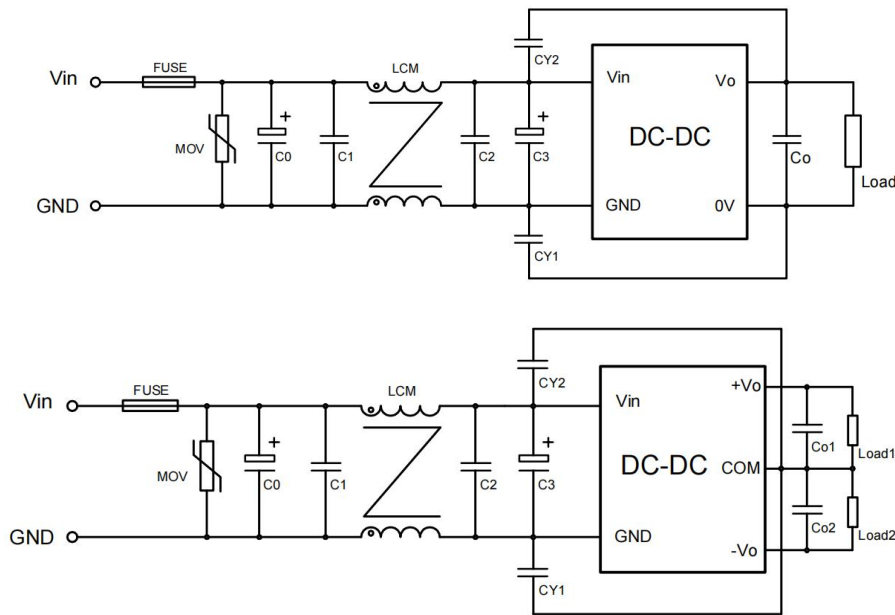 CY2
FUSE
LCM
Vin
Vin
Vo
MOV
+
C0
C1
C2
+
C3
DC-DC
Co
Load
GND
GND
0V
CY1
CY2
FUSE
LCM
Vin
Vin
+Vo
MOV
+
C0
C1
C2
+
C3
DC-DC
Co1
Load1
COM
Co2
Load2
GND
GND
-Vo
CY1